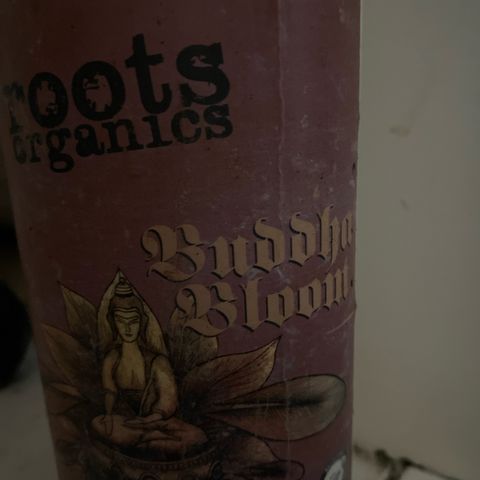 roots
organics
Buddha
Bloom